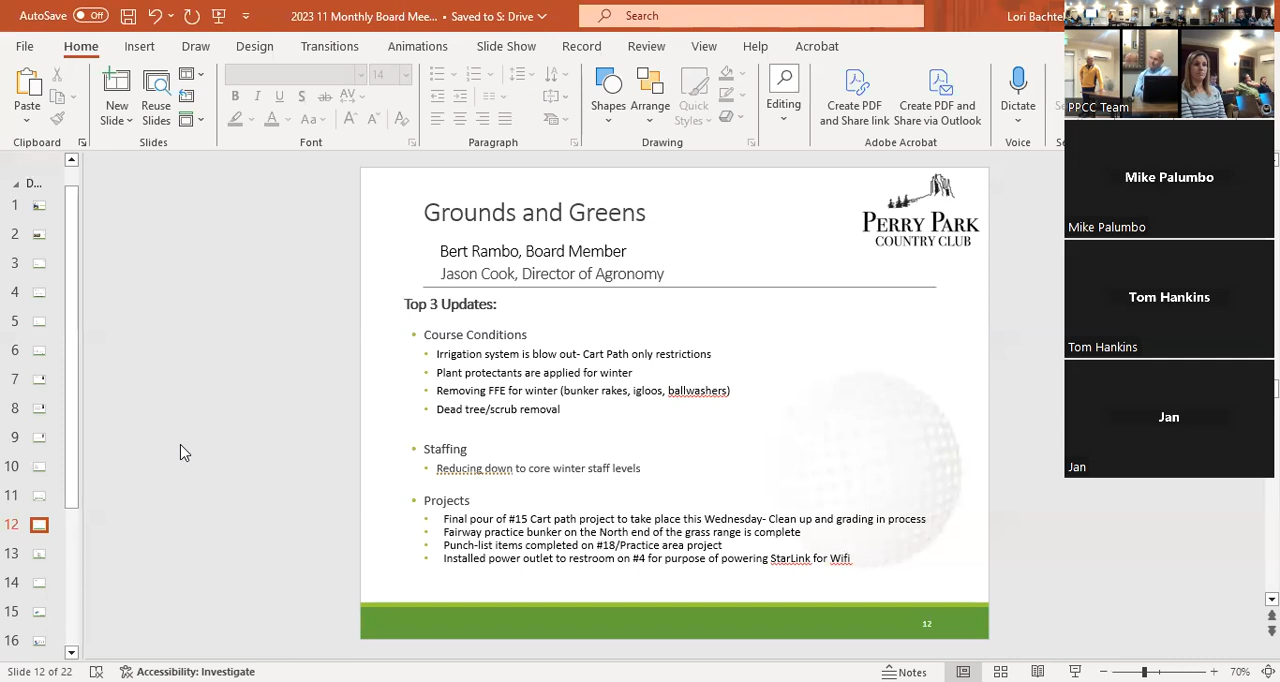 AutoSave Off 2023 11 Monthly Board Mee... • Saved to S: Drive Search Lori Bachtel
File Home Insert Draw Design Transitions Animations Slide Show Record Review View Help Acrobat
14
Paste New Slide Reuse Slides B I U S ab AV Aa A A A Shapes Arrange Quick Styles Editing Create PDF and Share link Create PDF and Share via Outlook Dictate
Clipboard Slides Font Paragraph Drawing Adobe Acrobat Voice
PPCC Team
Mike Palumbo
Mike Palumbo
Tom Hankins
Tom Hankins
Jan
Jan
D...
1
2
3
4
5
6
7
8
9
10
11
12
13
14
15
16
Grounds and Greens
PERRY PARK
COUNTRY CLUB
Bert Rambo, Board Member
Jason Cook, Director of Agronomy
Top 3 Updates:
• Course Conditions
• Irrigation system is blow out- Cart Path only restrictions
• Plant protectants are applied for winter
• Removing FFE for winter (bunker rakes, igloos, ballwashers)
• Dead tree/scrub removal
• Staffing
• Reducing down to core winter staff levels
• Projects
• Final pour of #15 Cart path project to take place this Wednesday- Clean up and grading in process
• Fairway practice bunker on the North end of the grass range is complete
• Punch-list items completed on #18/Practice area project
• Installed power outlet to restroom on #4 for purpose of powering StarLink for Wifi
12
Slide 12 of 22 Accessibility: Investigate Notes 70%